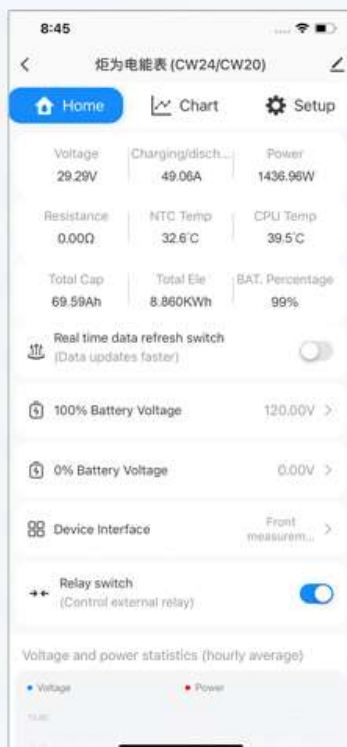 8:45
炬为电能表 (CW24/CW20)
Home Chart Setup
Voltage Charging/disch... Power
29.29V 49.06A 1436.96W
Resistance NTC Temp CPU Temp
0.00Ω 32.6°C 39.5°C
Total Cap Total Ele BAT. Percentage
69.59Ah 8.860KWh 99%
Real time data refresh switch
(Data updates faster)
100% Battery Voltage 120.00V >
0% Battery Voltage 0.00V >
Device Interface Front measurem... >
Relay switch
(Control external relay)
Voltage and power statistics (hourly average)
Voltage Power